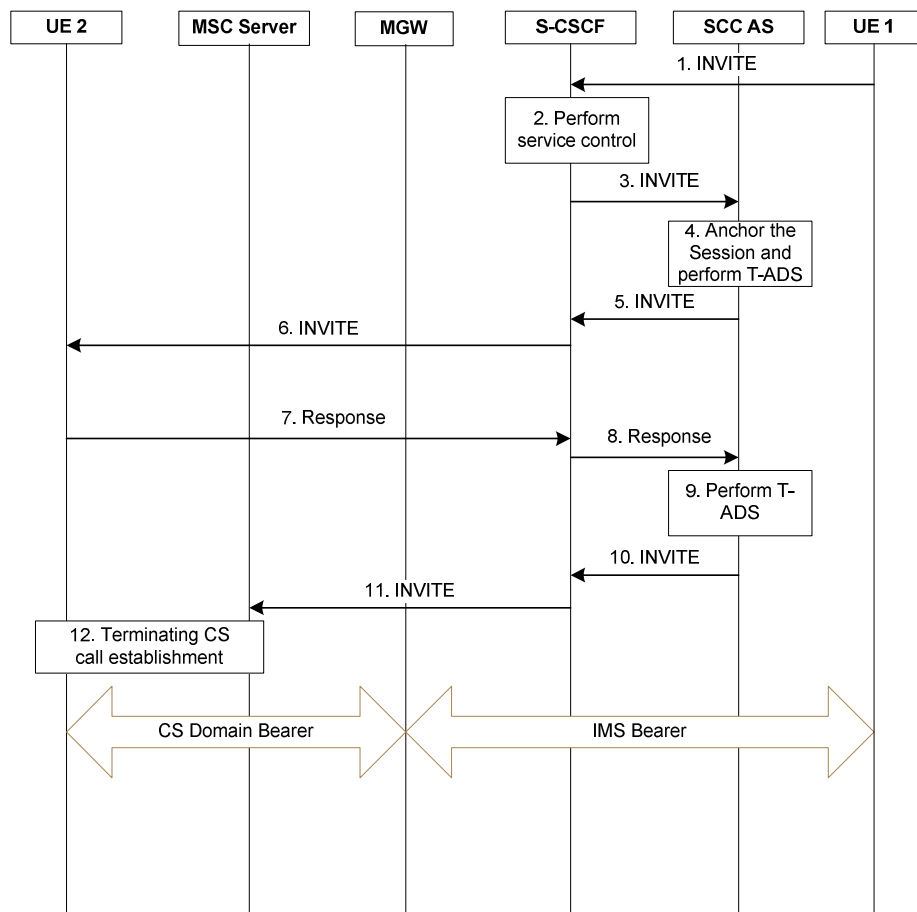 UE 2
MSC Server
MGW
S-CSCF
SCC AS
UE 1
1. INVITE
2. Perform
service control
3. INVITE
4. Anchor the
Session and
perform T-ADS
5. INVITE
6. INVITE
7. Response
8. Response
9. Perform T-
ADS
10. INVITE
11. INVITE
12. Terminating CS
call establishment
CS Domain Bearer
IMS Bearer